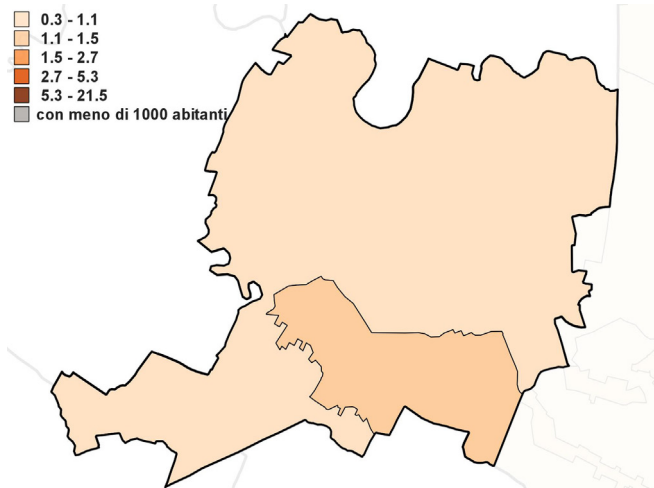 0.3 - 1.1
1.1 - 1.5
1.5 - 2.7
2.7 - 5.3
5.3 - 21.5
con meno di 1000 abitanti